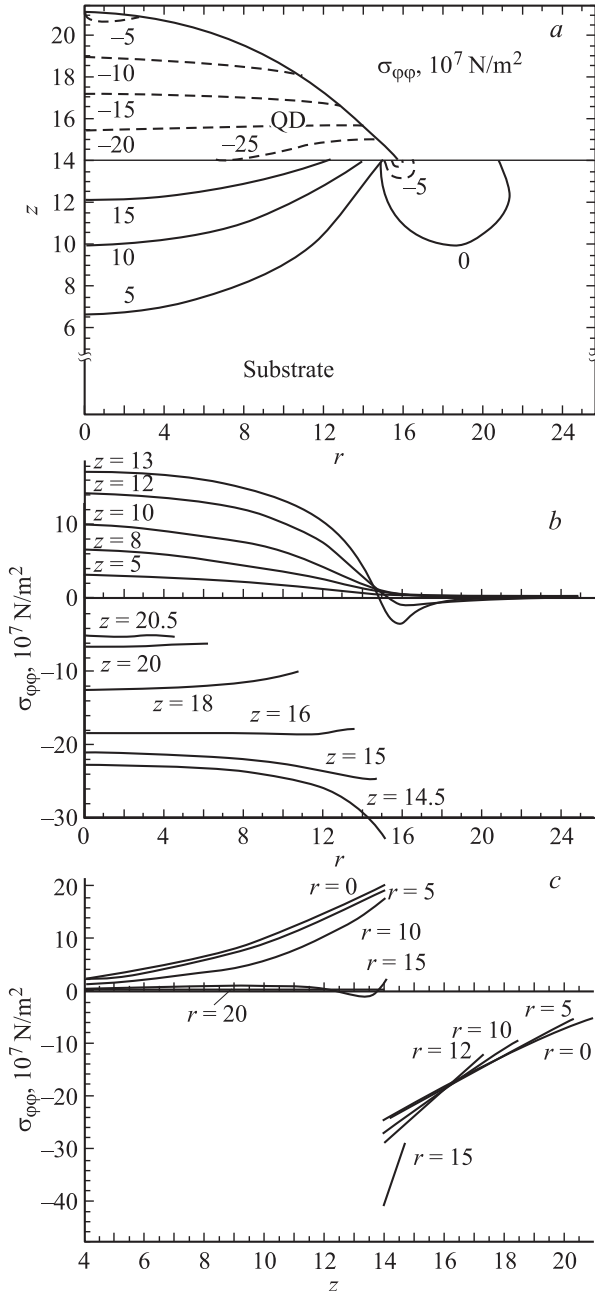 a
σφφ, 10⁷ N/m²
20
18
16
14
12
10
8
6
z
–5
–10
–15
–20
QD
–25
–5
15
10
5
0
Substrate
0 4 8 12 16 20 24
r
b
σφφ, 10⁷ N/m²
10
0
–10
–20
–30
z = 13
z = 12
z = 10
z = 8
z = 5
z = 20.5
z = 20
z = 18
z = 16
z = 15
z = 14.5
0 4 8 12 16 20 24
r
c
σφφ, 10⁷ N/m²
20
10
0
–10
–20
–30
–40
r = 0
r = 5
r = 10
r = 15
r = 20
r = 5
r = 10
r = 12
r = 0
r = 15
4 6 8 10 12 14 16 18 20
z